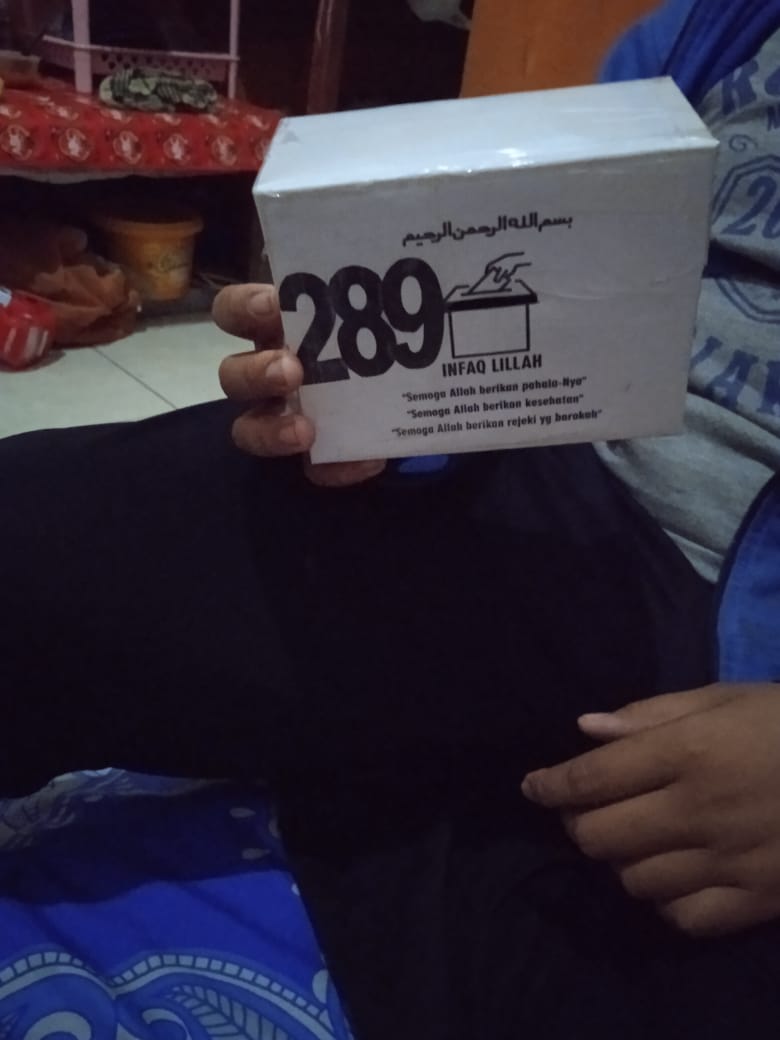 بسم الله الرحمن الرحيم
289
INFAQ LILLAH
"Semoga Allah berikan pahala-Nya"
"Semoga Allah berikan kesehatan"
"Semoga Allah berikan rejeki yg barokah"